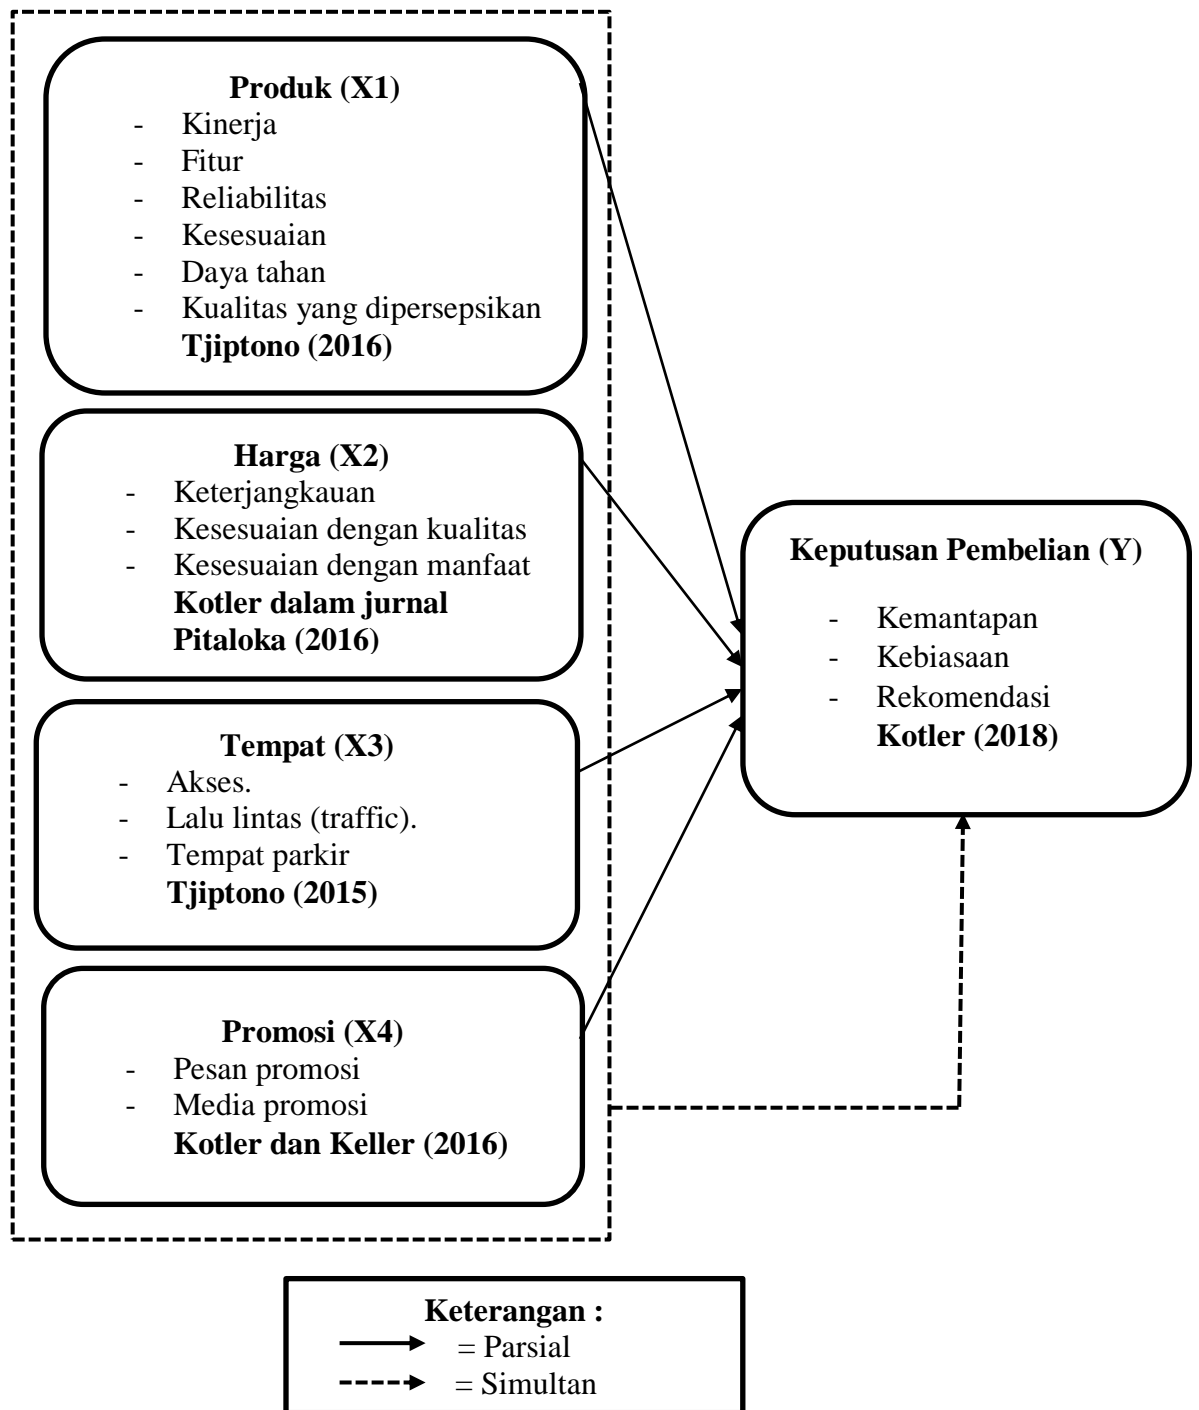 Produk (X1)
- Kinerja
- Fitur
- Reliabilitas
- Kesesuaian
- Daya tahan
- Kualitas yang dipersepsikan
Tjiptono (2016)
Harga (X2)
- Keterjangkauan
- Kesesuaian dengan kualitas
- Kesesuaian dengan manfaat
Kotler dalam jurnal
Pitaloka (2016)
Tempat (X3)
- Akses.
- Lalu lintas (traffic).
- Tempat parkir
Tjiptono (2015)
Promosi (X4)
- Pesan promosi
- Media promosi
Kotler dan Keller (2016)
Keputusan Pembelian (Y)
- Kemantapan
- Kebiasaan
- Rekomendasi
Kotler (2018)
Keterangan :
= Parsial
= Simultan